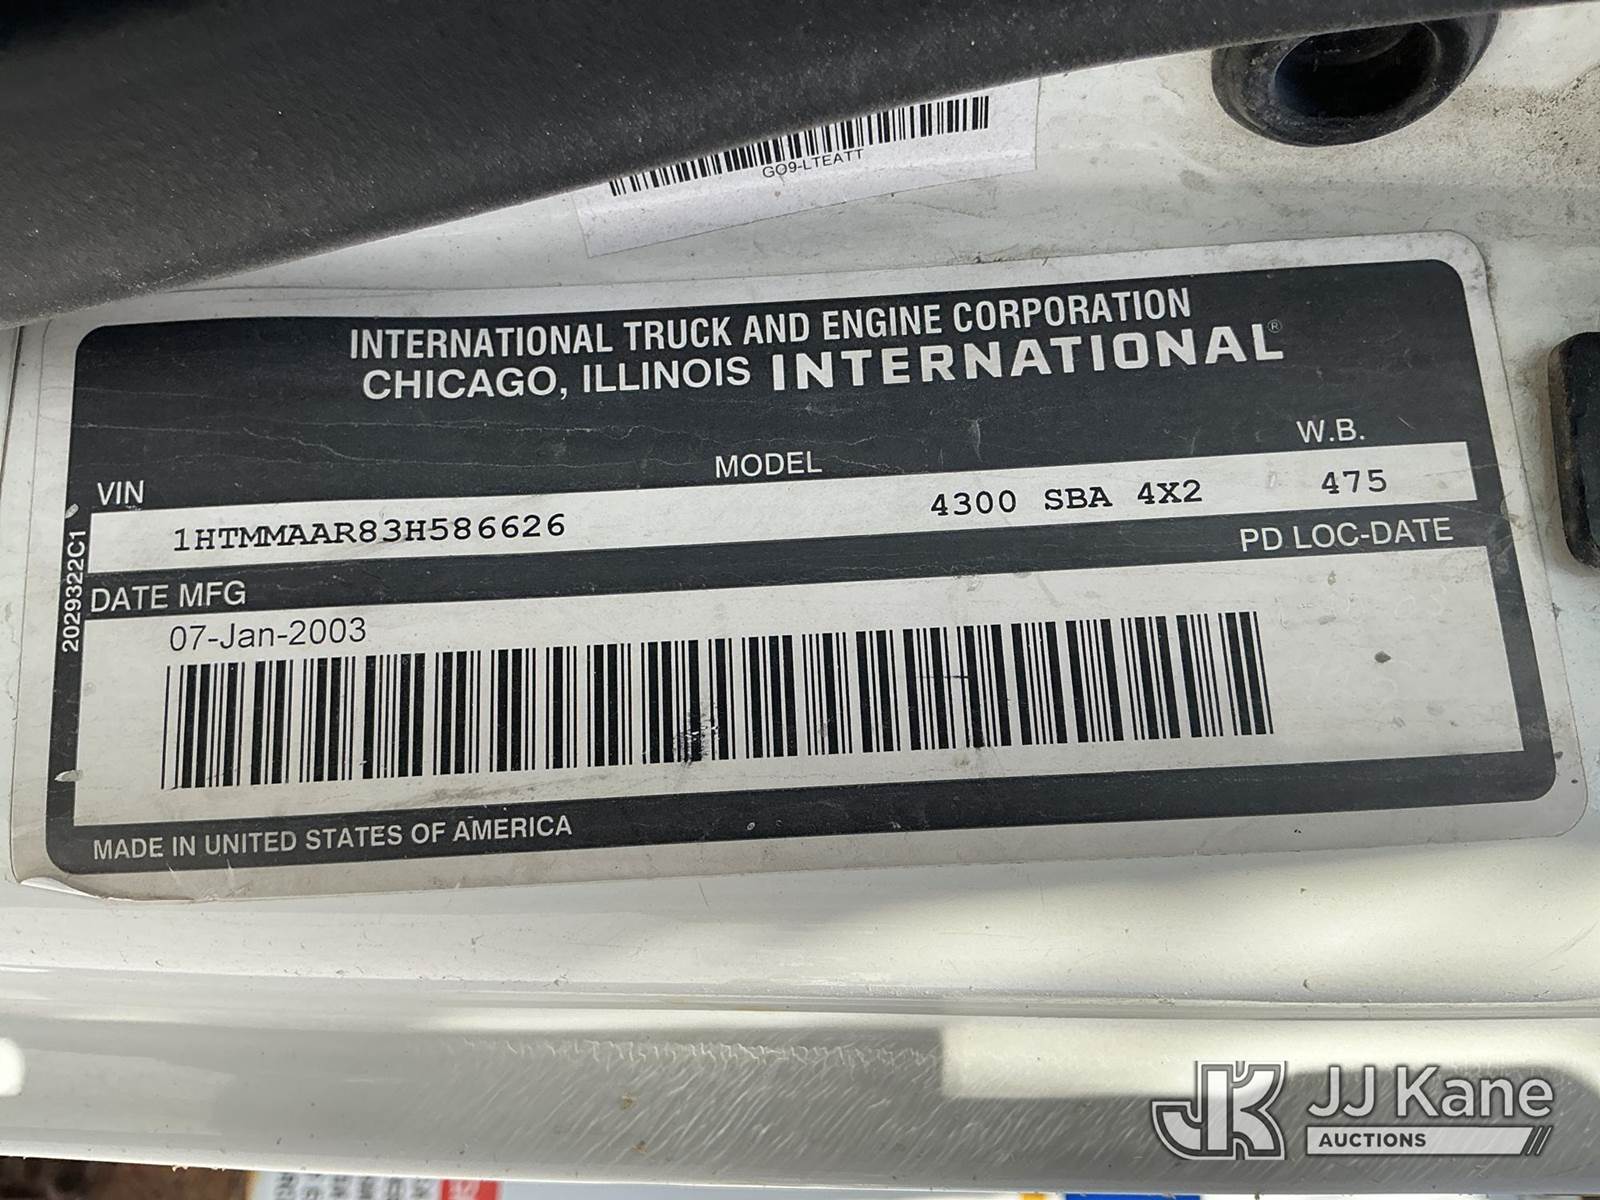 GO9-LTEATT
INTERNATIONAL TRUCK AND ENGINE CORPORATION
CHICAGO, ILLINOIS INTERNATIONAL®
VIN MODEL W.B.
1HTMMAAR83H586626 4300 SBA 4X2 475
DATE MFG PD LOC-DATE
07-Jan-2003
2029322C1
MADE IN UNITED STATES OF AMERICA
JK JJ Kane
AUCTIONS